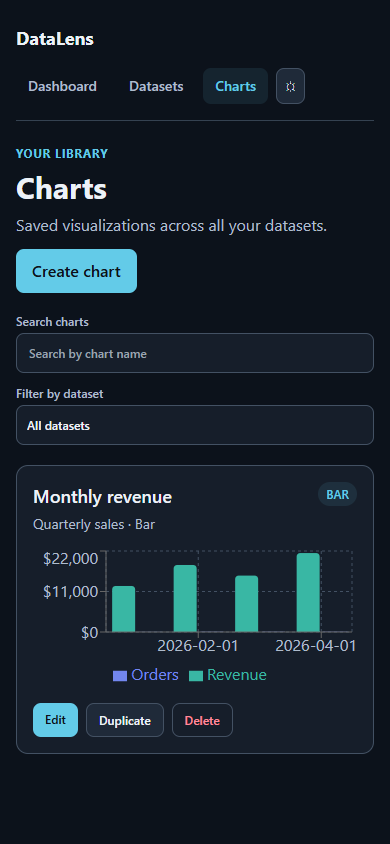 DataLens
Dashboard Datasets Charts
YOUR LIBRARY
Charts
Saved visualizations across all your datasets.
Create chart
Search charts
Search by chart name
Filter by dataset
All datasets
Monthly revenue BAR
Quarterly sales · Bar
$22,000
$11,000
$0
2026-02-01 2026-04-01
Orders Revenue
Edit Duplicate Delete